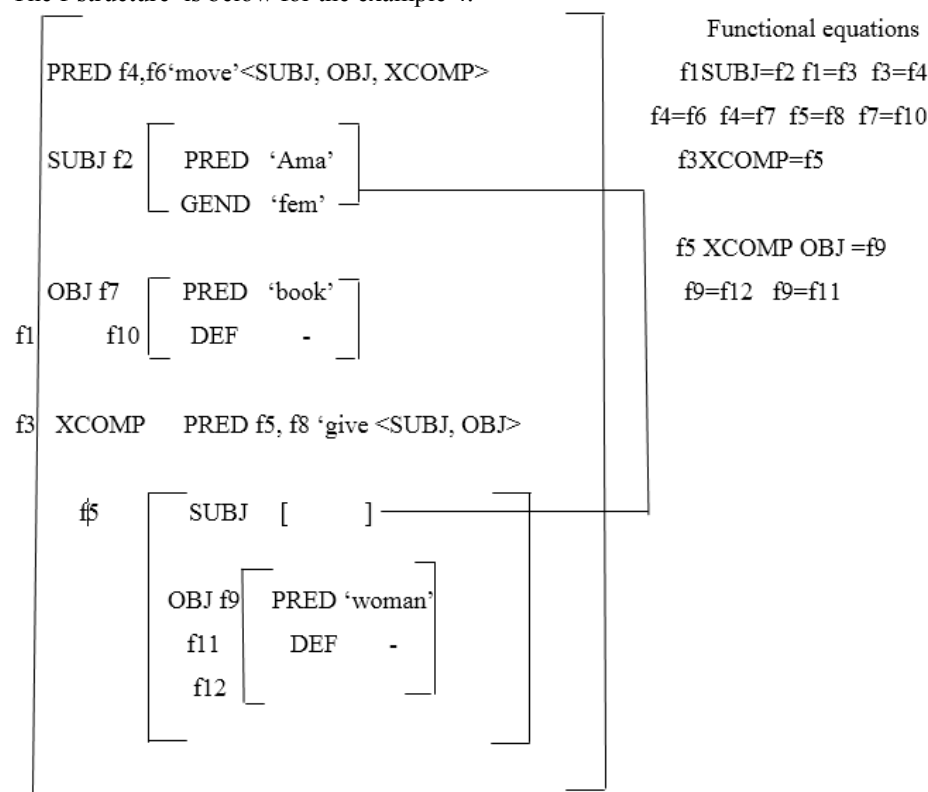 The f-structure is below for the example 4.
Functional equations
PRED f4,f6‘move’<SUBJ, OBJ, XCOMP>
f1SUBJ=f2 f1=f3 f3=f4
f4=f6 f4=f7 f5=f8 f7=f10
SUBJ f2 PRED ‘Ama’
f3XCOMP=f5
GEND ‘fem’
f5 XCOMP OBJ =f9
OBJ f7 PRED ‘book’
f9=f12 f9=f11
f1 f10 DEF -
f3 XCOMP PRED f5, f8 ‘give <SUBJ, OBJ>
f5 SUBJ [ ]
OBJ f9 PRED ‘woman’
f11 DEF -
f12